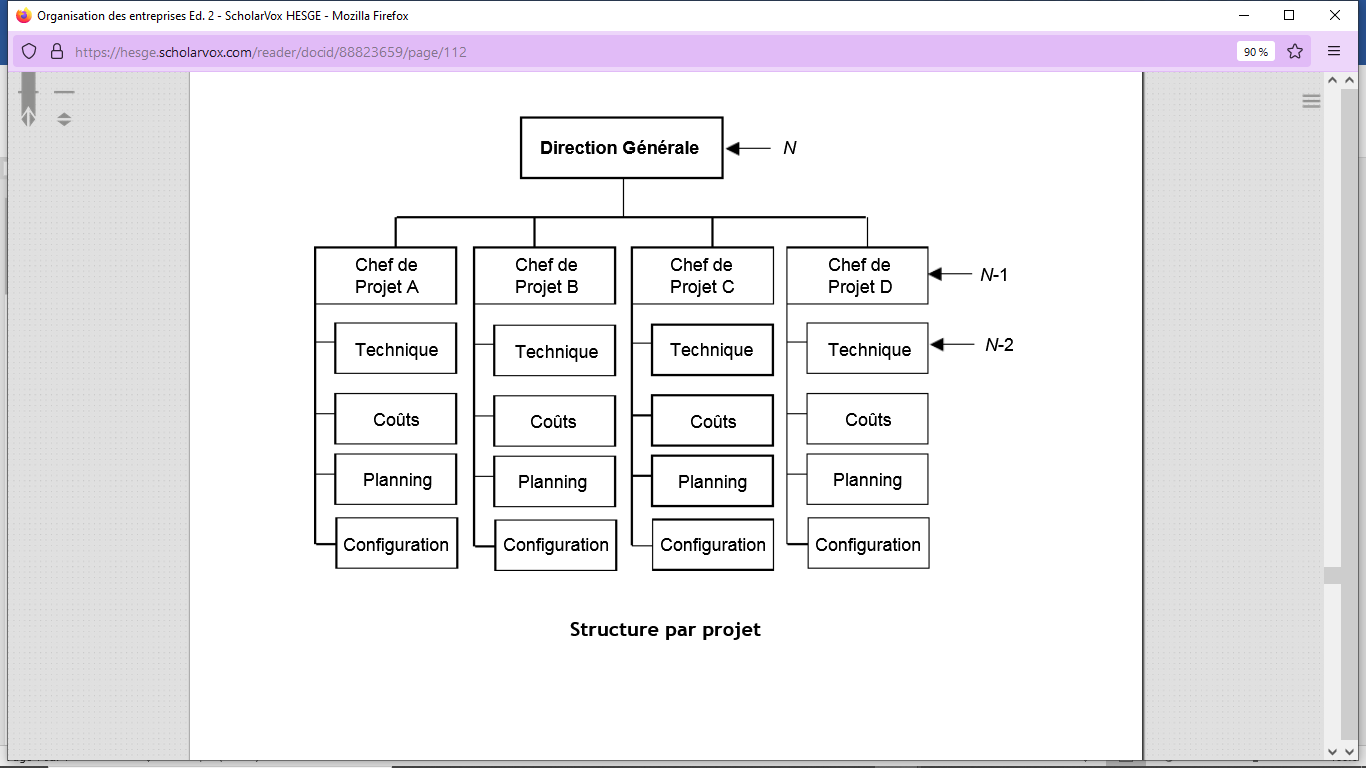 Organisation des entreprises Ed. 2 - ScholarVox HESGE - Mozilla Firefox
https://hesge.scholarvox.com/reader/docid/88823659/page/112
90 %
Direction Générale
N
Chef de
Projet A
Chef de
Projet B
Chef de
Projet C
Chef de
Projet D
N-1
Technique
Technique
Technique
Technique
N-2
Coûts
Coûts
Coûts
Coûts
Planning
Planning
Planning
Planning
Configuration
Configuration
Configuration
Configuration
Structure par projet